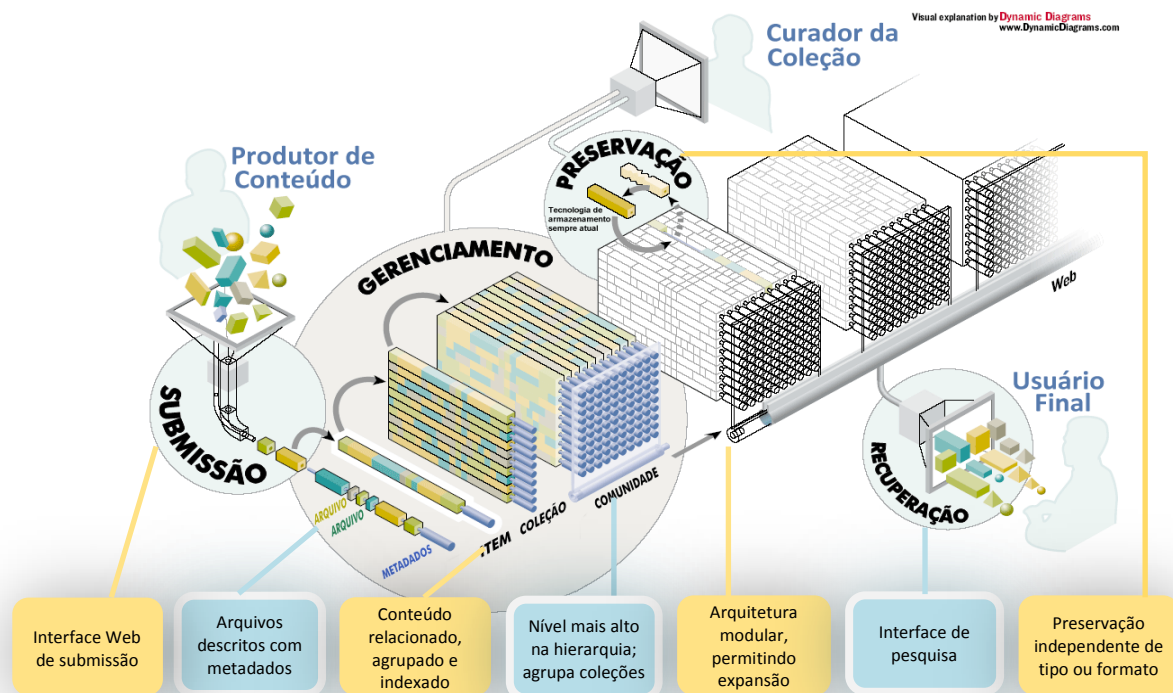 Visual explanation by Dynamic Diagrams
www.DynamicDiagrams.com
Curador da
Coleção
Produtor de
Conteúdo
PRESERVAÇÃO
Tecnologia de
armazenamento
sempre atual
GERENCIAMENTO
Web
SUBMISSÃO
Usuário
Final
RECUPERAÇÃO
ARQUIVO
ARQUIVO
METADADOS
ITEM
COLEÇÃO
COMUNIDADE
Interface Web
de submissão
Arquivos
descritos com
metadados
Conteúdo
relacionado,
agrupado e
indexado
Nível mais alto
na hierarquia;
agrupa coleções
Arquitetura
modular,
permitindo
expansão
Interface de
pesquisa
Preservação
independente de
tipo ou formato